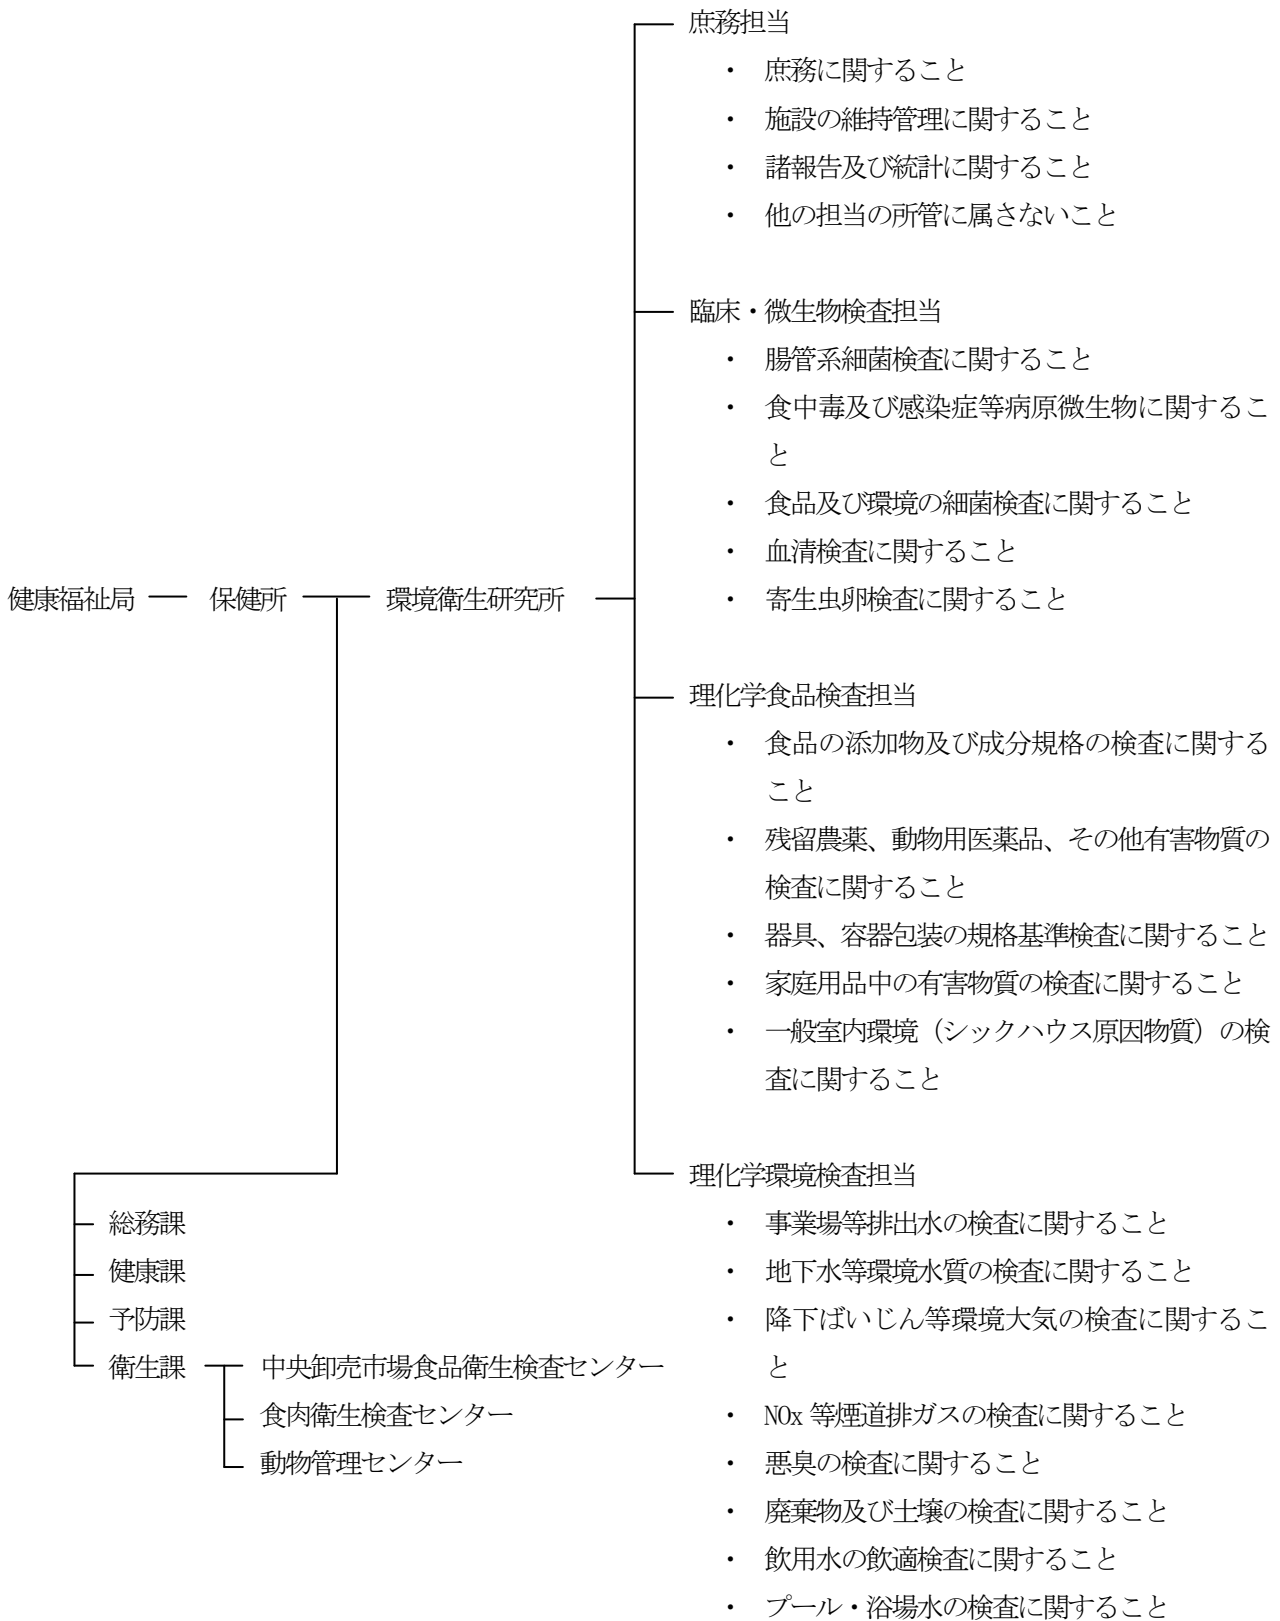 庶務担当
・ 庶務に関すること
・ 施設の維持管理に関すること
・ 諸報告及び統計に関すること
・ 他の担当の所管に属さないこと
臨床・微生物検査担当
・ 腸管系細菌検査に関すること
・ 食中毒及び感染症等病原微生物に関するこ
と
・ 食品及び環境の細菌検査に関すること
・ 血清検査に関すること
健康福祉局 保健所 環境衛生研究所
・ 寄生虫卵検査に関すること
理化学食品検査担当
・ 食品の添加物及び成分規格の検査に関する
こと
・ 残留農薬、動物用医薬品、その他有害物質の
検査に関すること
・ 器具、容器包装の規格基準検査に関すること
・ 家庭用品中の有害物質の検査に関すること
・ 一般室内環境（シックハウス原因物質）の検
査に関すること
理化学環境検査担当
・ 事業場等排出水の検査に関すること
・ 地下水等環境水質の検査に関すること
・ 降下ばいじん等環境大気の検査に関するこ
と
・ NOx 等煙道排ガスの検査に関すること
・ 悪臭の検査に関すること
・ 廃棄物及び土壌の検査に関すること
・ 飲用水の飲適検査に関すること
・ プール・浴場水の検査に関すること
総務課
健康課
予防課
衛生課 中央卸売市場食品衛生検査センター
食肉衛生検査センター
動物管理センター